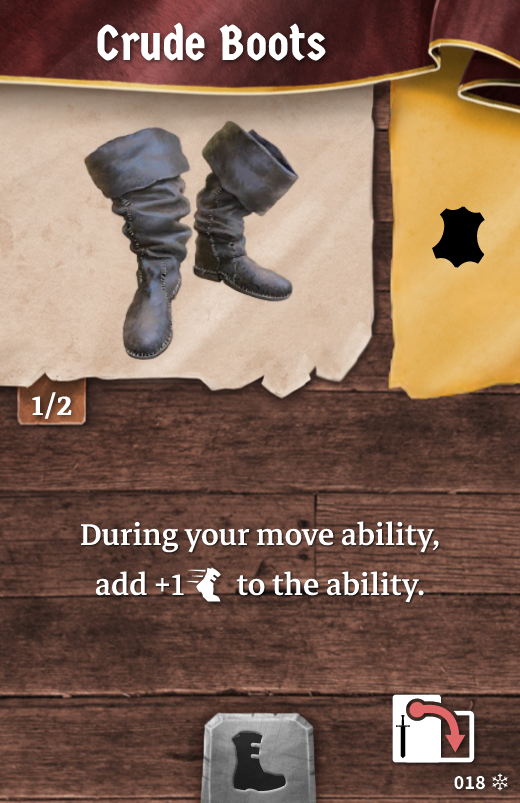 Crude Boots
1/2
During your move ability,
add +1 to the ability.
018